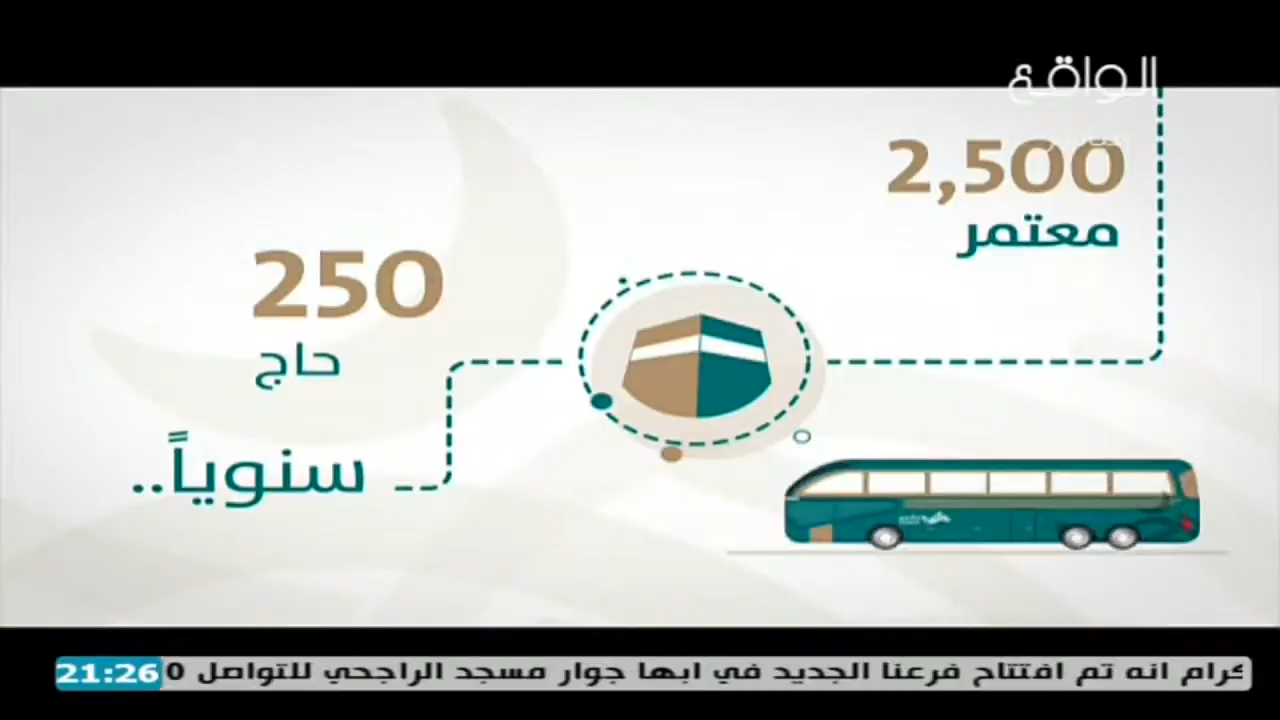 الواقع
2,500
معتمر
250
حاج
سنوياً..
كرام انه تم افتتاح فرعنا الجديد في ابها جوار مسجد الراجحي للتواصل 0
21:26